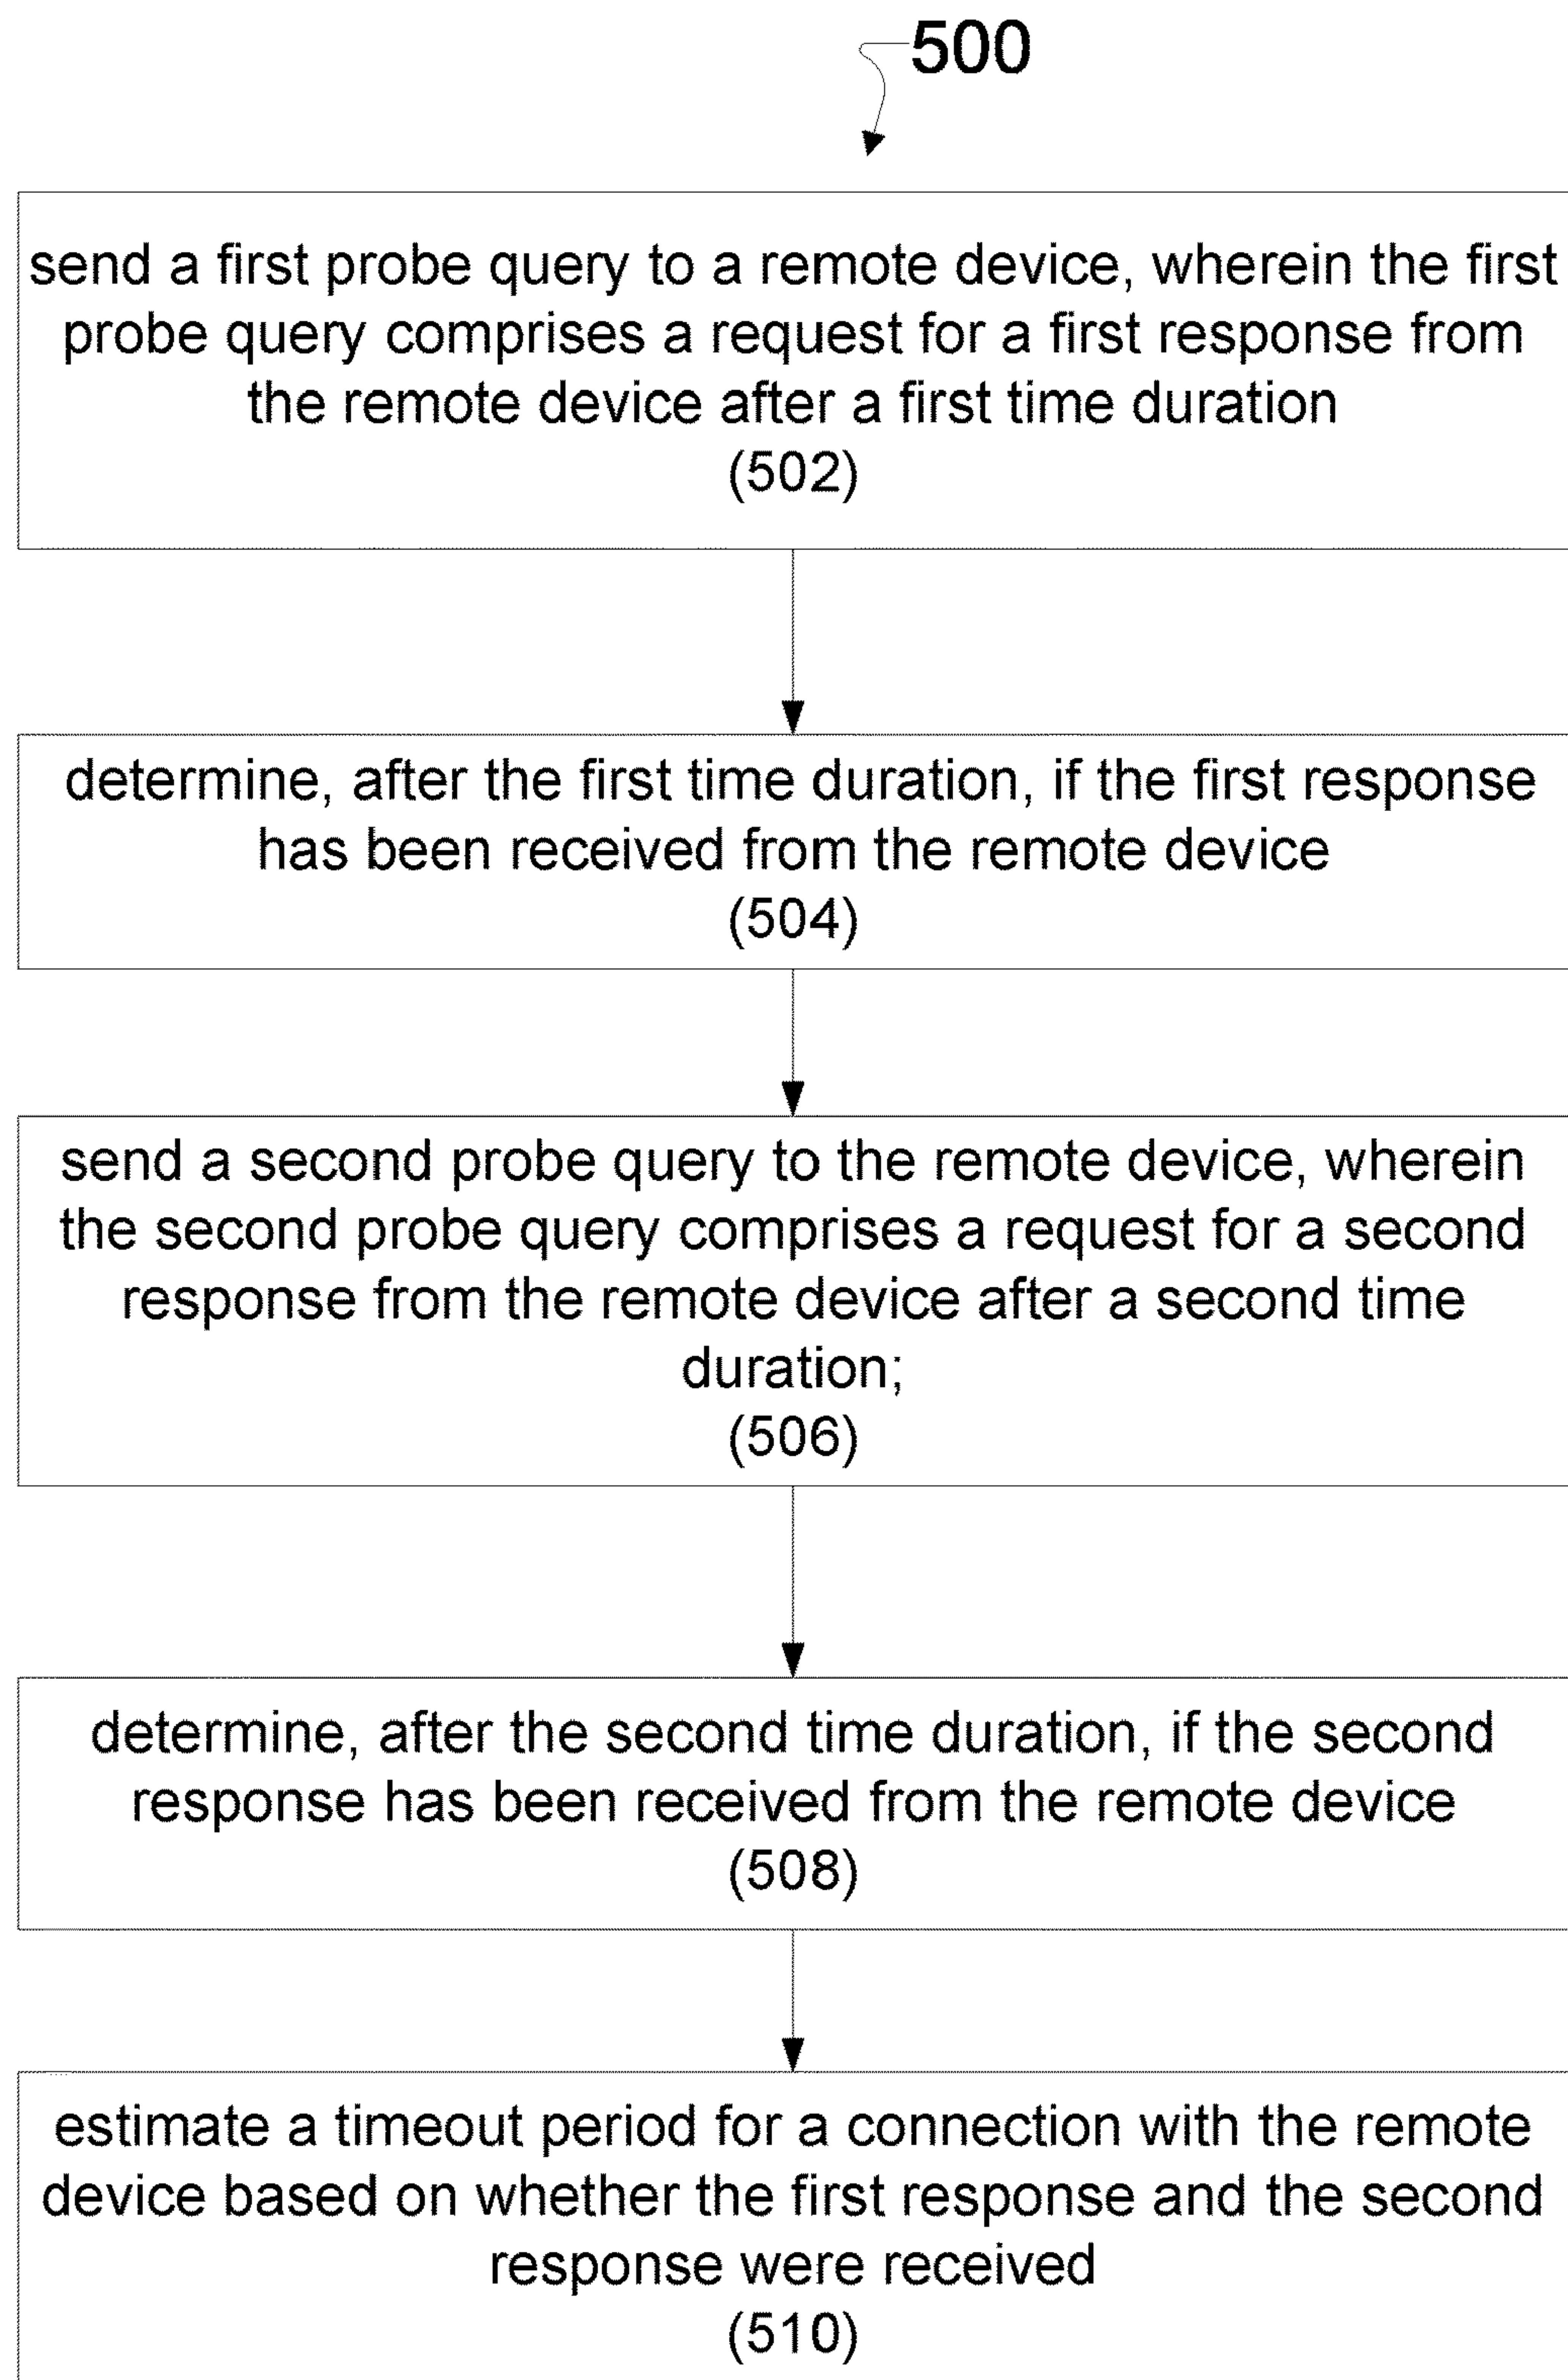 500
send a first probe query to a remote device, wherein the first
probe query comprises a request for a first response from
the remote device after a first time duration
(502)
determine, after the first time duration, if the first response
has been received from the remote device
(504)
send a second probe query to the remote device, wherein
the second probe query comprises a request for a second
response from the remote device after a second time
duration;
(506)
determine, after the second time duration, if the second
response has been received from the remote device
(508)
estimate a timeout period for a connection with the remote
device based on whether the first response and the second
response were received
(510)